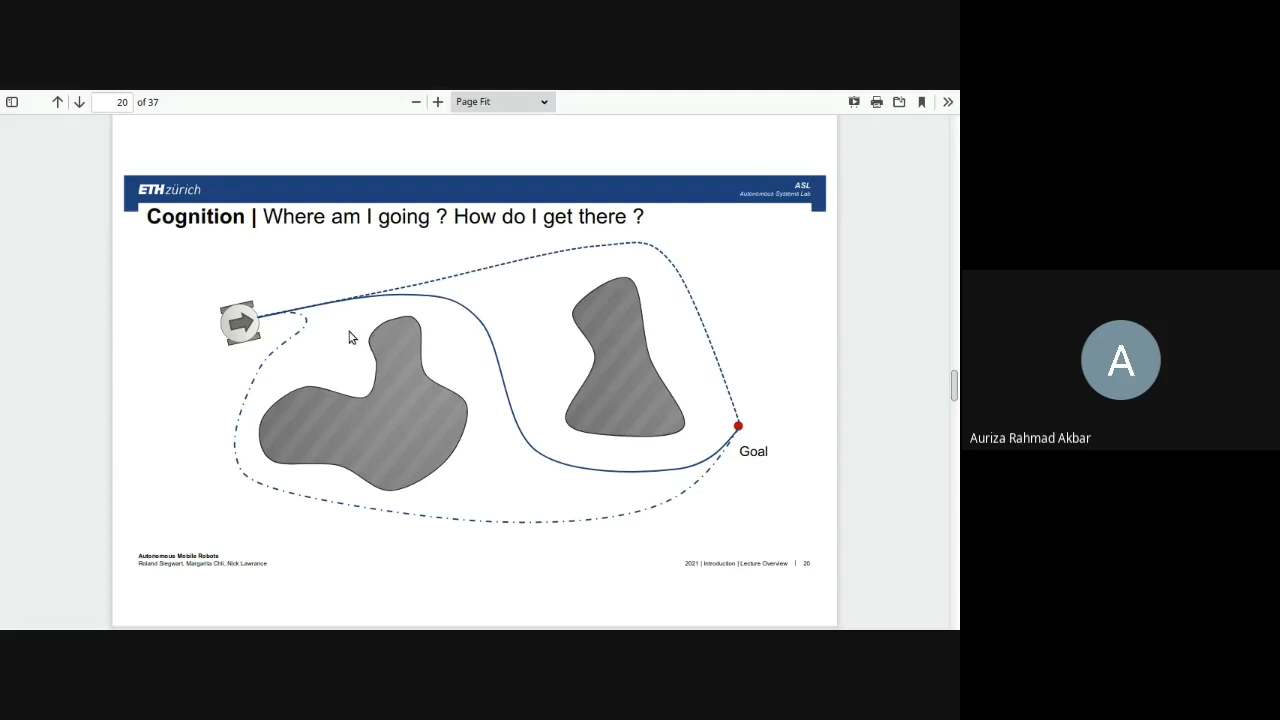 20 of 37
Page Fit
ETH zürich
ASL
Autonomous Systems Lab
Cognition | Where am I going ? How do I get there ?
Goal
Autonomous Mobile Robots
Roland Siegwart, Margarita Chli, Nick Lawrance
2021 | Introduction | Lecture Overview | 20
A
Auriza Rahmad Akbar